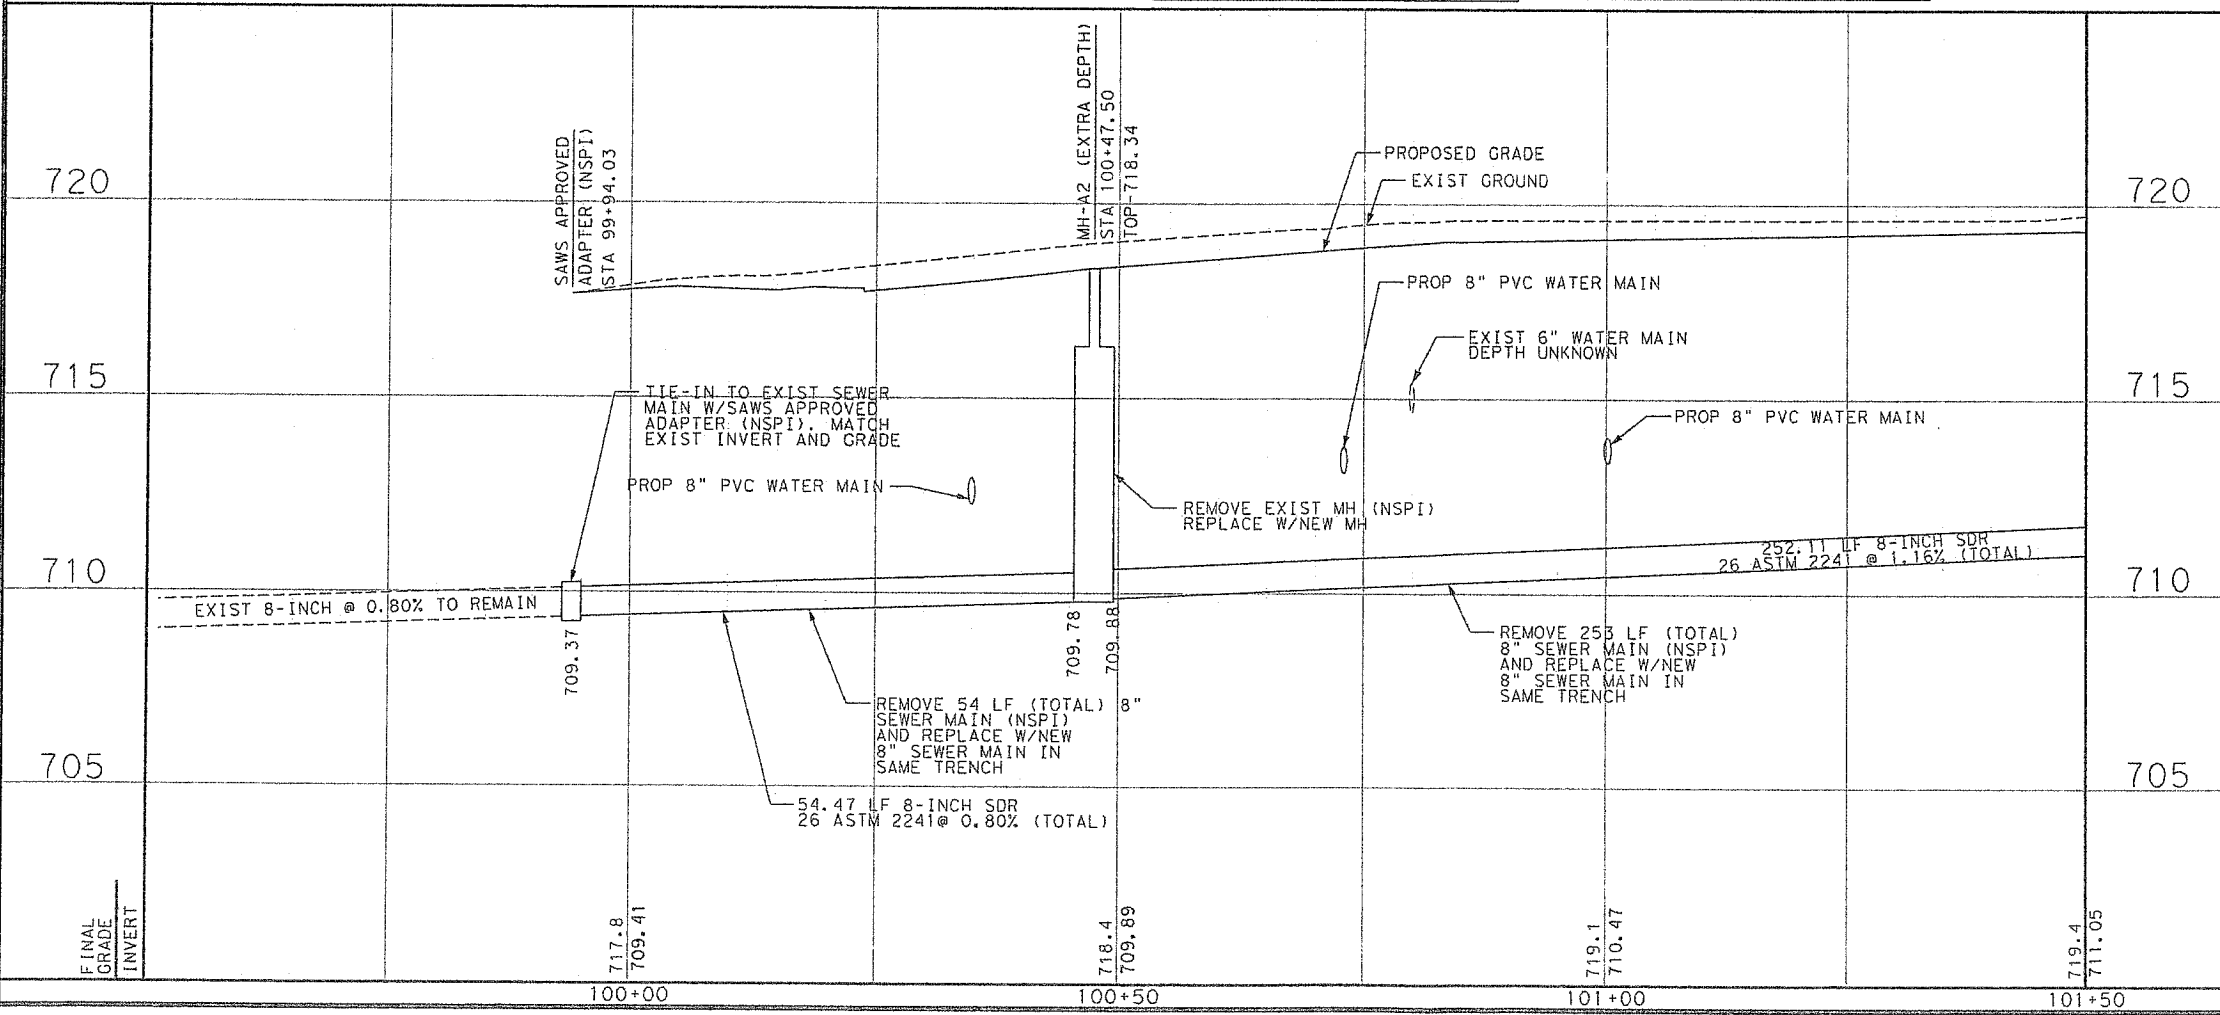 SAWS APPROVED
ADAPTER (NSPI)
STA 99+94.03
MH-A2 (EXTRA DEPTH)
STA 100+47.50
TOP-718.34
PROPOSED GRADE
EXIST GROUND
720
720
PROP 8" PVC WATER MAIN
EXIST 6" WATER MAIN
DEPTH UNKNOWN
715
715
TIE-IN TO EXIST SEWER
MAIN W/SAWS APPROVED
ADAPTER (NSPI). MATCH
EXIST INVERT AND GRADE
PROP 8" PVC WATER MAIN
PROP 8" PVC WATER MAIN
REMOVE EXIST MH (NSPI)
REPLACE W/NEW MH
252.11 LF 8-INCH SDR
26 ASTM 2241 @ 1.16% (TOTAL)
710
710
EXIST 8-INCH @ 0.80% TO REMAIN
709.37
709.78
709.88
REMOVE 253 LF (TOTAL)
8" SEWER MAIN (NSPI)
AND REPLACE W/NEW
8" SEWER MAIN IN
SAME TRENCH
REMOVE 54 LF (TOTAL) 8"
SEWER MAIN (NSPI)
AND REPLACE W/NEW
8" SEWER MAIN IN
SAME TRENCH
705
705
54.47 LF 8-INCH SDR
26 ASTM 2241@ 0.80% (TOTAL)
FINAL
GRADE
INVERT
717.8
709.41
718.4
709.89
719.1
710.47
719.4
711.05
100+00
100+50
101+00
101+50